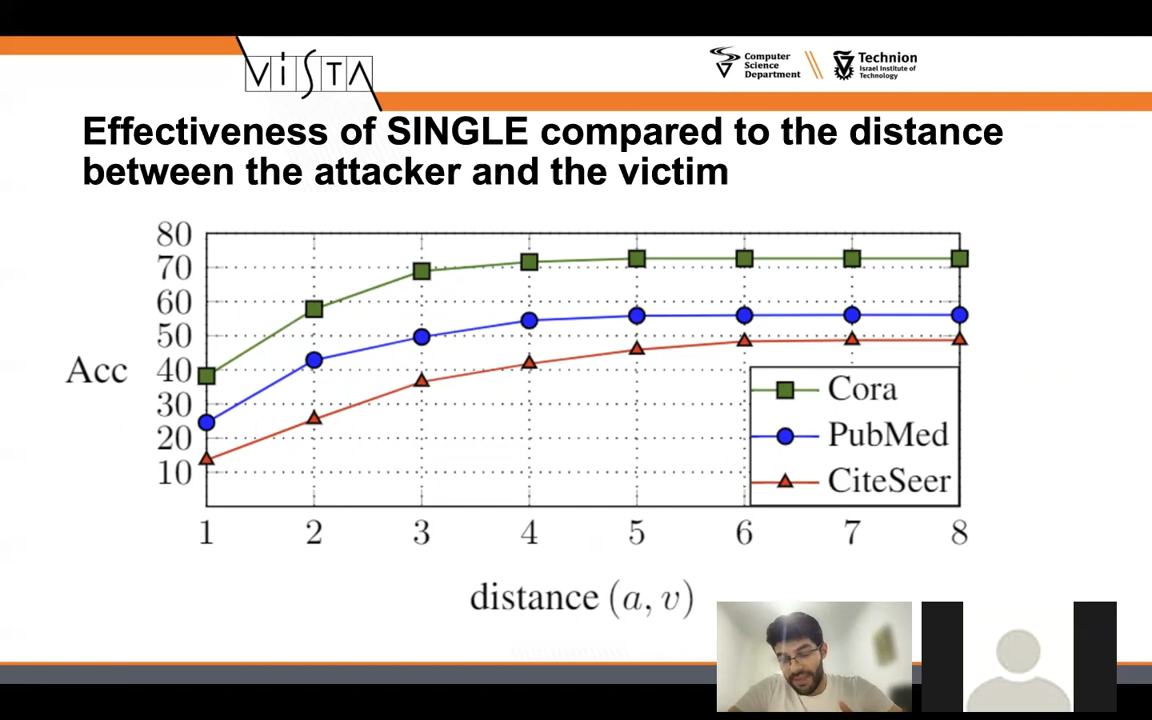 VISTA
Computer
Science
Department
Technion
Israel Institute of
Technology
Effectiveness of SINGLE compared to the distance
between the attacker and the victim
80
70
60
50
Acc 40
30
20
10
Cora
PubMed
CiteSeer
1 2 3 4 5 6 7 8
distance (a, v)